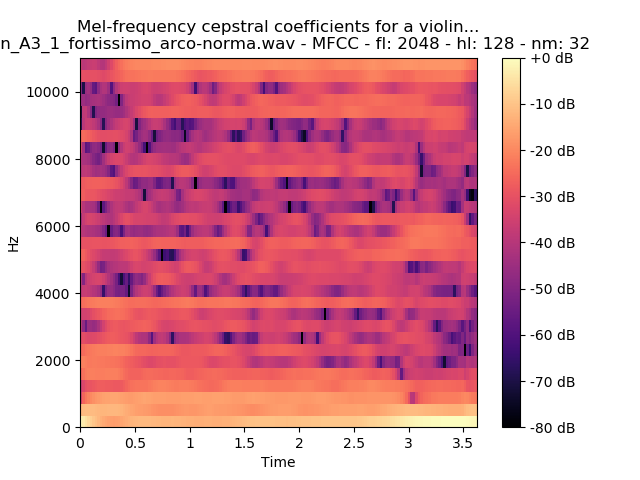 Mel-frequency cepstral coefficients for a violin...
n_A3_1_fortissimo_arco-norma.wav - MFCC - fl: 2048 - hl: 128 - nm: 32
10000
8000
6000
4000
2000
0
Hz
0 0.5 1 1.5 2 2.5 3 3.5
Time
+0 dB
-10 dB
-20 dB
-30 dB
-40 dB
-50 dB
-60 dB
-70 dB
-80 dB